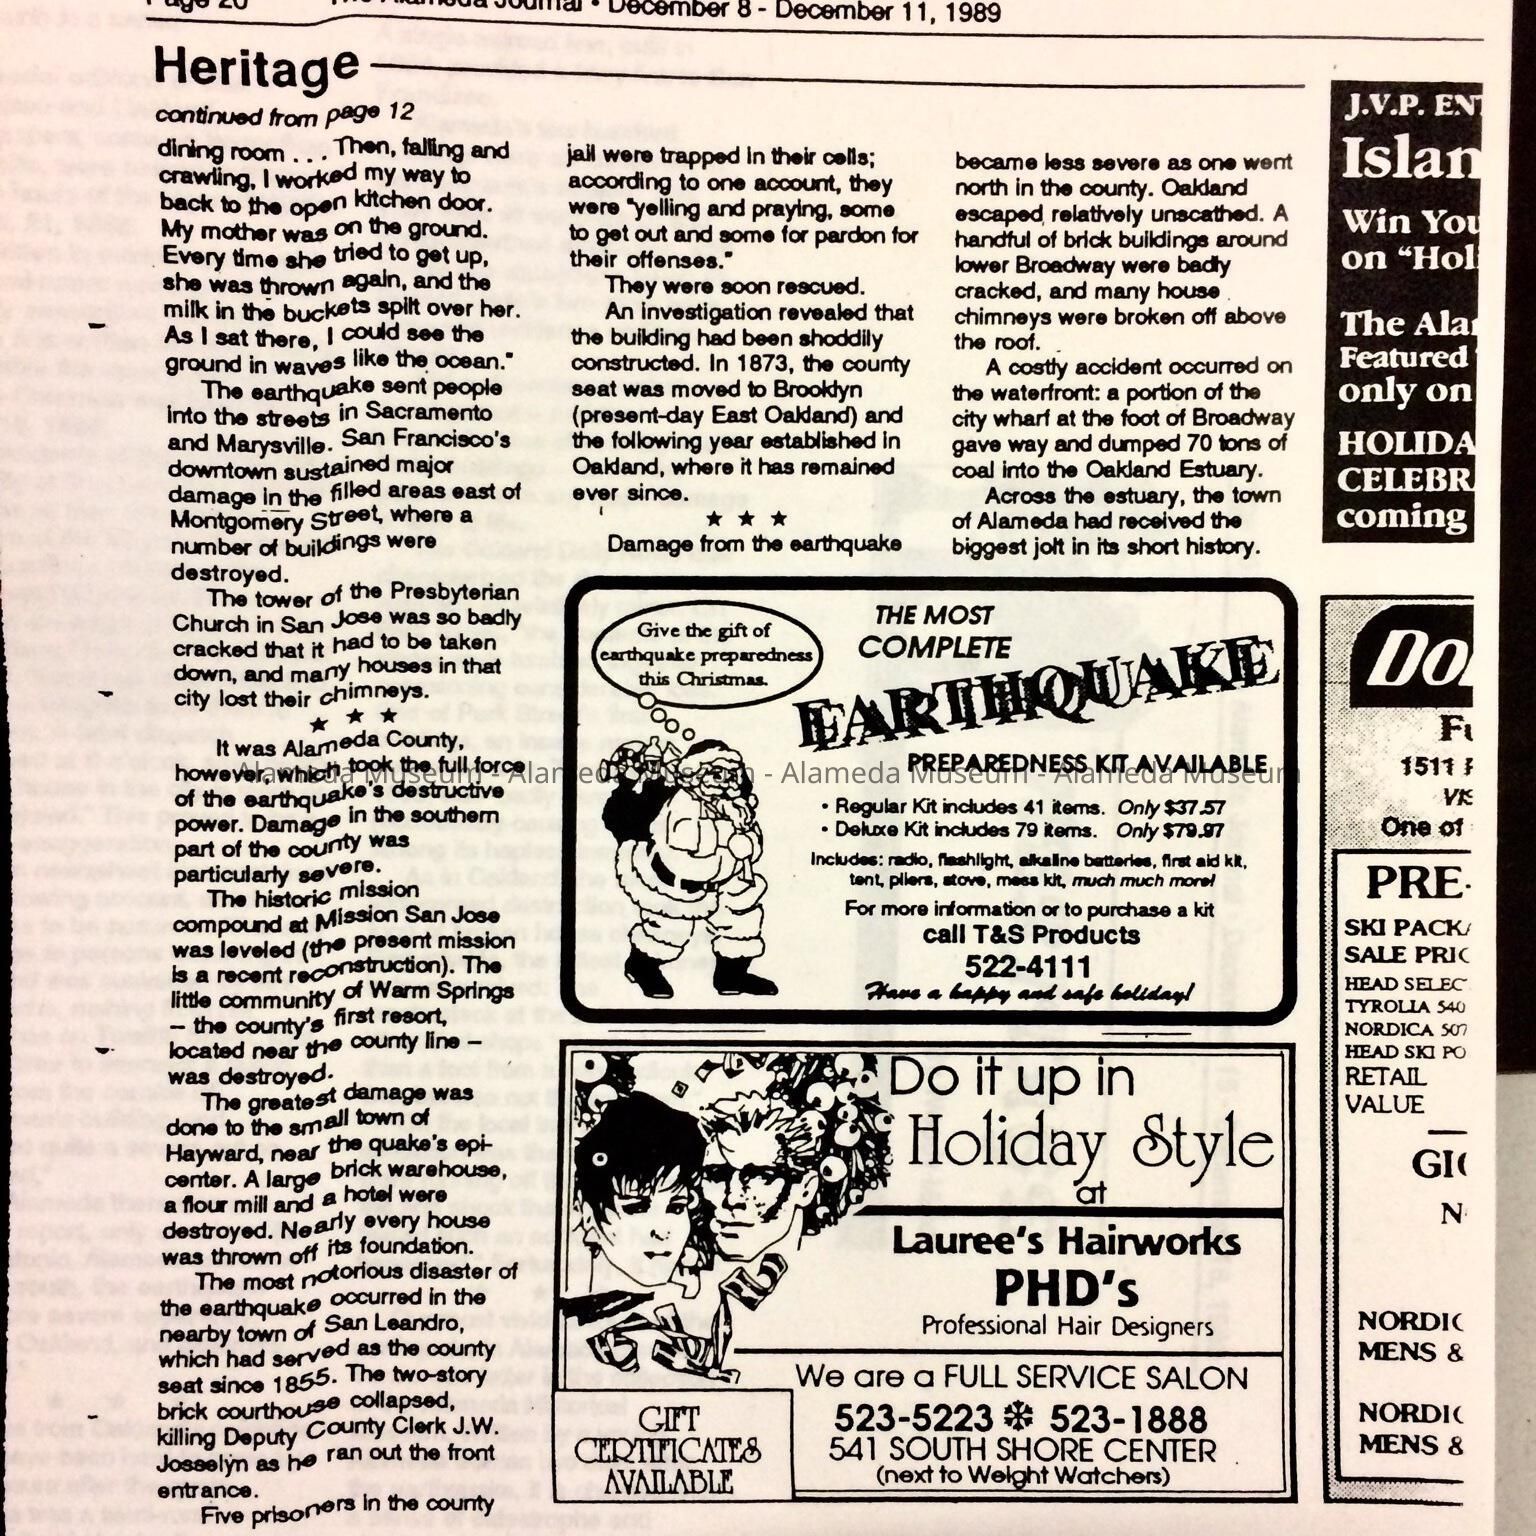 Page 20
The Alameda Journal • December 8 - December 11, 1989
Heritage
continued from page 12
dining room . . . Then, falling and
crawling, I worked my way to
back to the open kitchen door.
My mother was on the ground.
Every time she tried to get up,
she was thrown again, and the
milk in the buckets spilt over her.
As I sat there, I could see the
ground in waves like the ocean."
The earthquake sent people
into the streets in Sacramento
and Marysville. San Francisco's
downtown sustained major
damage in the filled areas east of
Montgomery Street, where a
number of buildings were
destroyed.
The tower of the Presbyterian
Church in San Jose was so badly
cracked that it had to be taken
down, and many houses in that
city lost their chimneys.
★ ★ ★
It was Alameda County,
however, which took the full force
of the earthquake's destructive
power. Damage in the southern
part of the county was
particularly severe.
The historic mission
compound at Mission San Jose
was leveled (the present mission
is a recent reconstruction). The
little community of Warm Springs
– the county's first resort,
located near the county line –
was destroyed.
The greatest damage was
done to the small town of
Hayward, near the quake's epi-
center. A large brick warehouse,
a flour mill and a hotel were
destroyed. Nearly every house
was thrown off its foundation.
The most notorious disaster of
the earthquake occurred in the
nearby town of San Leandro,
which had served as the county
seat since 1855. The two-story
brick courthouse collapsed,
killing Deputy County Clerk J.W.
Josselyn as he ran out the front
entrance.
Five prisoners in the county
jail were trapped in their cells;
according to one account, they
were "yelling and praying, some
to get out and some for pardon for
their offenses."
They were soon rescued.
An investigation revealed that
the building had been shoddily
constructed. In 1873, the county
seat was moved to Brooklyn
(present-day East Oakland) and
the following year established in
Oakland, where it has remained
ever since.
★ ★ ★
Damage from the earthquake
became less severe as one went
north in the county. Oakland
escaped relatively unscathed. A
handful of brick buildings around
lower Broadway were badly
cracked, and many house
chimneys were broken off above
the roof.
A costly accident occurred on
the waterfront: a portion of the
city wharf at the foot of Broadway
gave way and dumped 70 tons of
coal into the Oakland Estuary.
Across the estuary, the town
of Alameda had received the
biggest jolt in its short history.
Give the gift of
earthquake preparedness
this Christmas.
THE MOST
COMPLETE
EARTHQUAKE
PREPAREDNESS KIT AVAILABLE
• Regular Kit includes 41 items. Only $37.57
• Deluxe Kit includes 79 items. Only $79.97
Includes: radio, flashlight, alkaline batteries, first aid kit,
tent, pliers, stove, mess kit, much much more!
For more information or to purchase a kit
call T&S Products
522-4111
Have a happy and safe holiday!
Alameda Museum - Alameda Museum - Alameda Museum - Alameda Museum
Do it up in
Holiday Style
at
Lauree's Hairworks
PHD's
Professional Hair Designers
We are a FULL SERVICE SALON
523-5223 ❄ 523-1888
541 SOUTH SHORE CENTER
(next to Weight Watchers)
GIFT
CERTIFICATES
AVAILABLE
J.V.P. ENT
Islan
Win You
on "Hol
The Ala
Featured
only on
HOLIDA
CELEBR
coming
DO
Fu
1511
VIS
One of
PRE-
SKI PACK
SALE PRIC
HEAD SELEC
TYROLIA 540
NORDICA 507
HEAD SKI PO
RETAIL
VALUE
GI
N
NORDIC
MENS &
NORDIC
MENS &